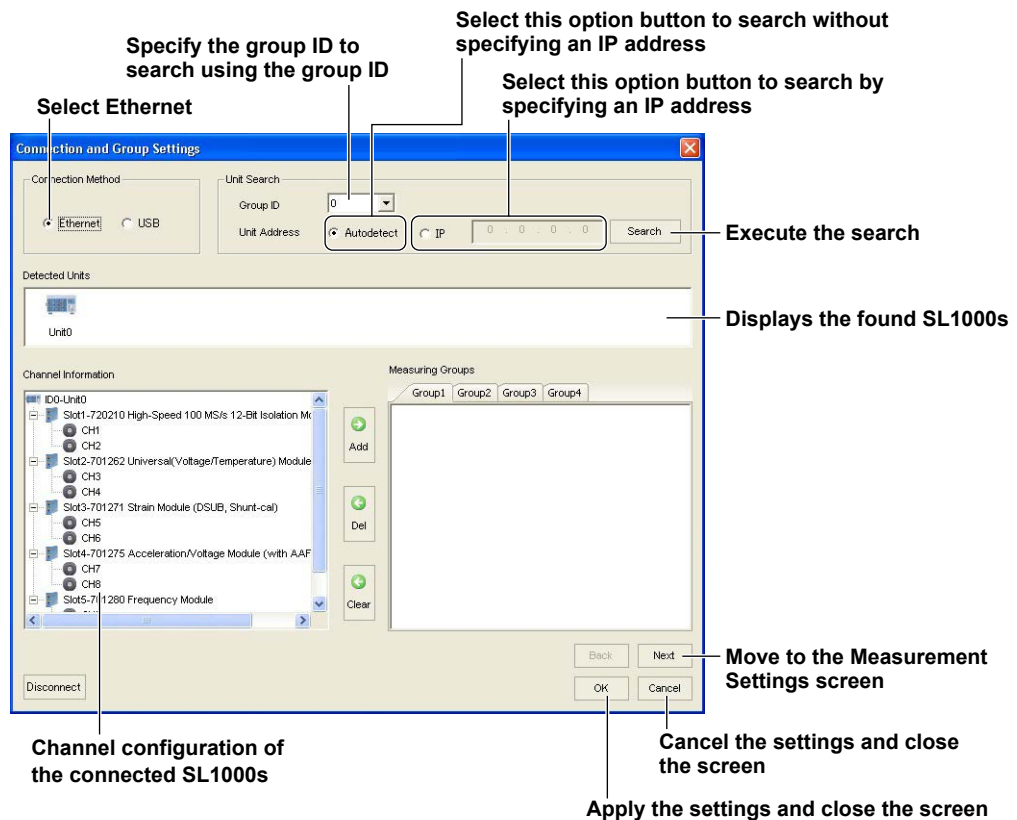 Select this option button to search without
specifying an IP address
Specify the group ID to
search using the group ID
Select this option button to search by
specifying an IP address
Select Ethernet
Connection and Group Settings
Connection Method
Ethernet
USB
Unit Search
Group ID
0
Unit Address
Autodetect
IP
0 . 0 . 0 . 0
Search
Execute the search
Detected Units
Unit0
Displays the found SL1000s
Channel Information
ID0-Unit0
Slot1-720210 High-Speed 100 MS/s 12-Bit Isolation Mo
CH1
CH2
Slot2-701262 Universal(Voltage/Temperature) Module
CH3
CH4
Slot3-701271 Strain Module (DSUB, Shunt-cal)
CH5
CH6
Slot4-701275 Acceleration/Voltage Module (with AAF
CH7
CH8
Slot5-701280 Frequency Module
Add
Del
Clear
Measuring Groups
Group1
Group2
Group3
Group4
Back
Next
Move to the Measurement
Settings screen
Disconnect
OK
Cancel
Channel configuration of
the connected SL1000s
Cancel the settings and close
the screen
Apply the settings and close the screen